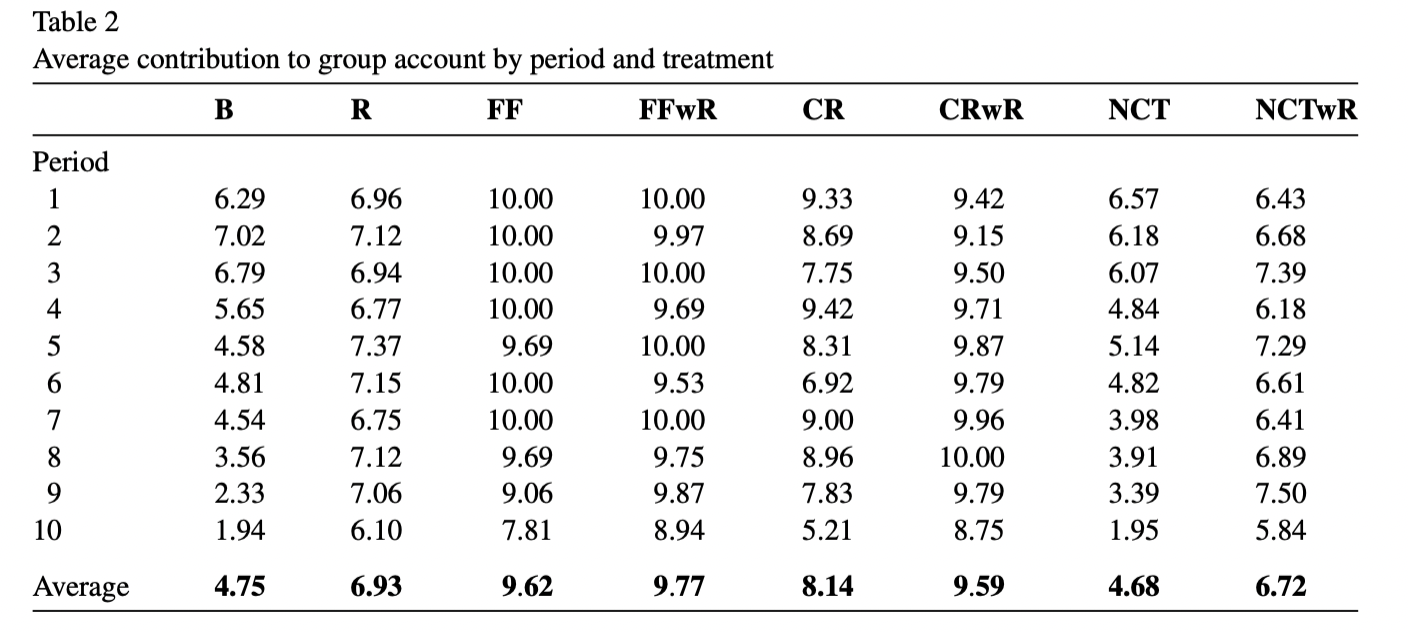 Table 2
Average contribution to group account by period and treatment
B R FF FFwR CR CRwR NCT NCTwR
Period
1 6.29 6.96 10.00 10.00 9.33 9.42 6.57 6.43
2 7.02 7.12 10.00 9.97 8.69 9.15 6.18 6.68
3 6.79 6.94 10.00 10.00 7.75 9.50 6.07 7.39
4 5.65 6.77 10.00 9.69 9.42 9.71 4.84 6.18
5 4.58 7.37 9.69 10.00 8.31 9.87 5.14 7.29
6 4.81 7.15 10.00 9.53 6.92 9.79 4.82 6.61
7 4.54 6.75 10.00 10.00 9.00 9.96 3.98 6.41
8 3.56 7.12 9.69 9.75 8.96 10.00 3.91 6.89
9 2.33 7.06 9.06 9.87 7.83 9.79 3.39 7.50
10 1.94 6.10 7.81 8.94 5.21 8.75 1.95 5.84
Average 4.75 6.93 9.62 9.77 8.14 9.59 4.68 6.72